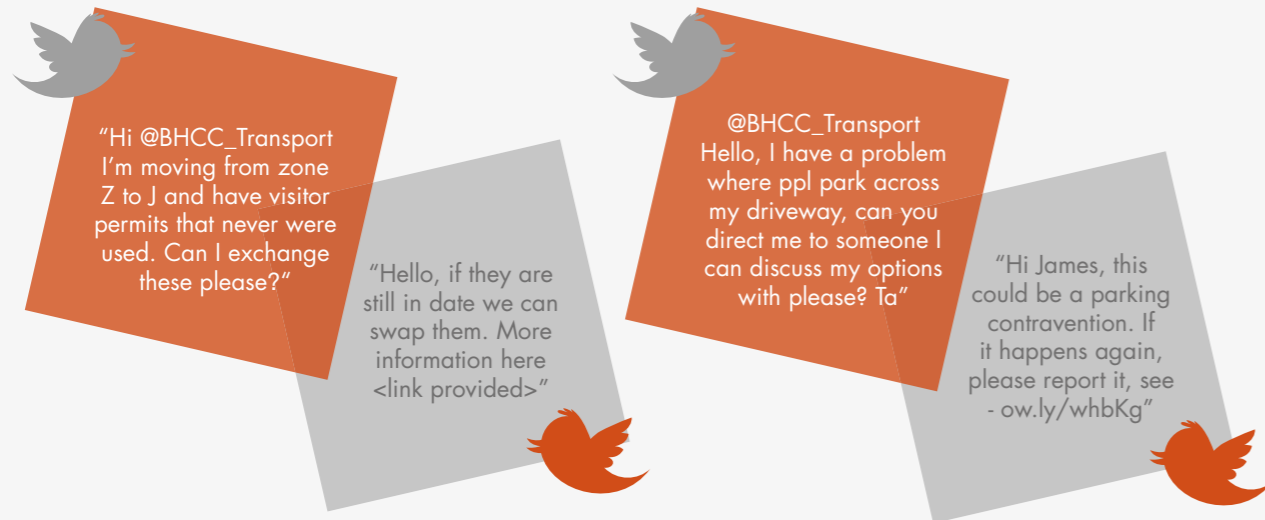 “Hi @BHCC_Transport
I’m moving from zone
Z to J and have visitor
permits that never were
used. Can I exchange
these please?”
“Hello, if they are
still in date we can
swap them. More
information here
<link provided>”
@BHCC_Transport
Hello, I have a problem
where ppl park across
my driveway, can you
direct me to someone I
can discuss my options
with please? Ta”
“Hi James, this
could be a parking
contravention. If
it happens again,
please report it, see
- ow.ly/whbKg”